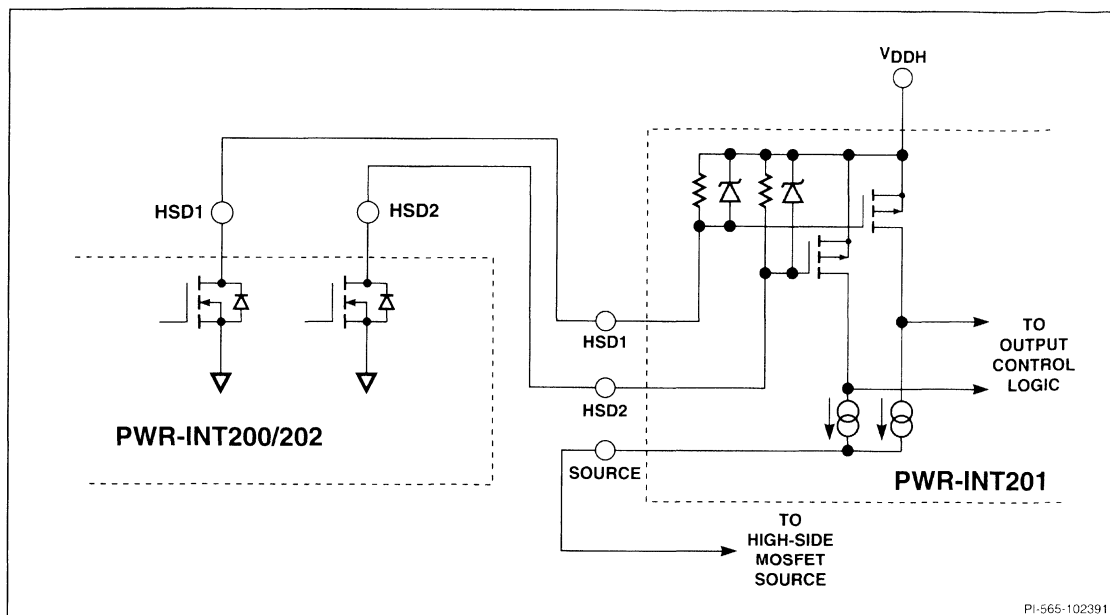 VDDH
HSD1
HSD2
HSD1
HSD2
SOURCE
TO
OUTPUT
CONTROL
LOGIC
PWR-INT200/202
PWR-INT201
TO
HIGH-SIDE
MOSFET
SOURCE
PI-565-102391